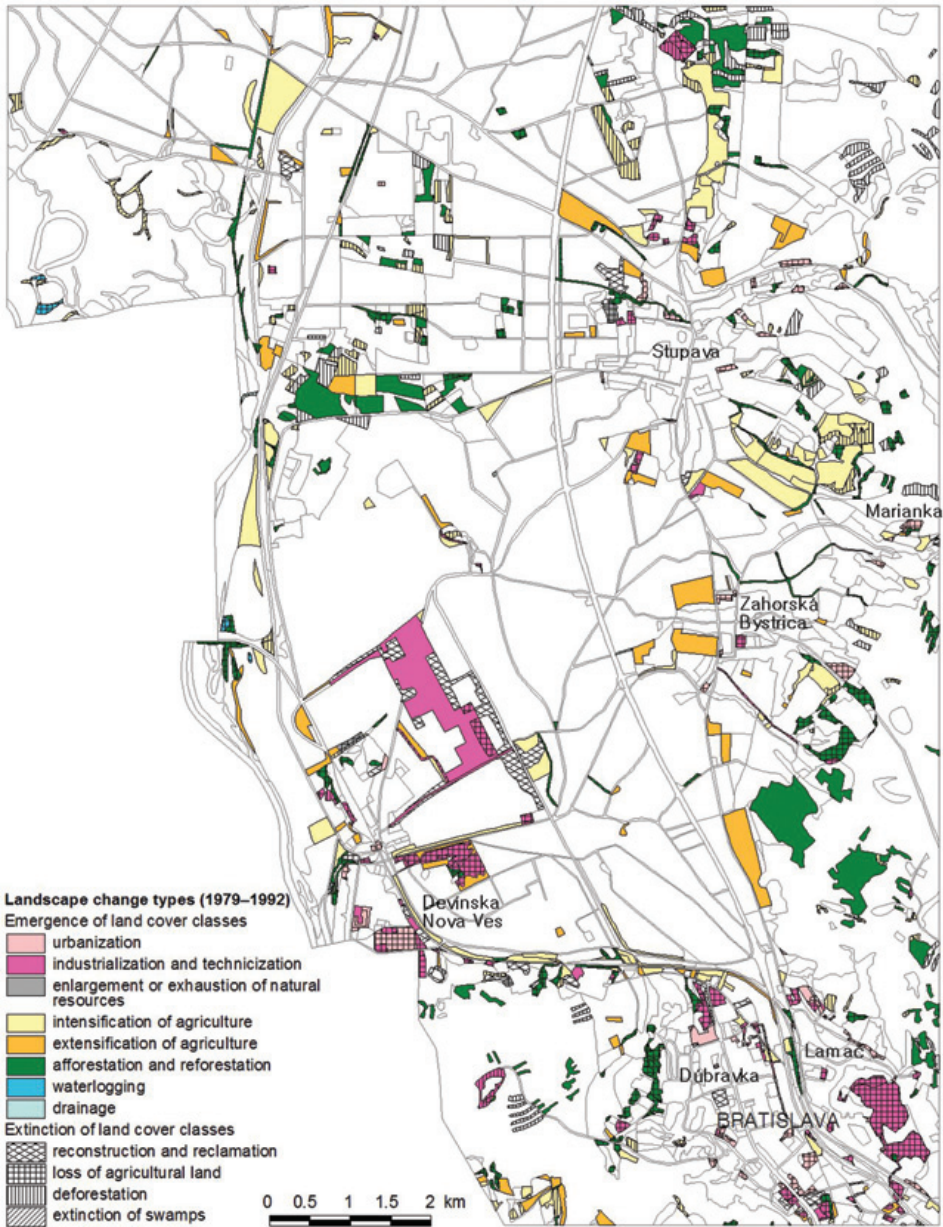 Stupava
Marianka
Zahorská
Bystrica
Devínska
Nova Ves
Lamač
Dúbravka
BRATISLAVA
Landscape change types (1979–1992)
Emergence of land cover classes
urbanization
industrialization and technicization
enlargement or exhaustion of natural
resources
intensification of agriculture
extensification of agriculture
afforestation and reforestation
waterlogging
drainage
Extinction of land cover classes
reconstruction and reclamation
loss of agricultural land
deforestation
extinction of swamps
0 0.5 1 1.5 2 km